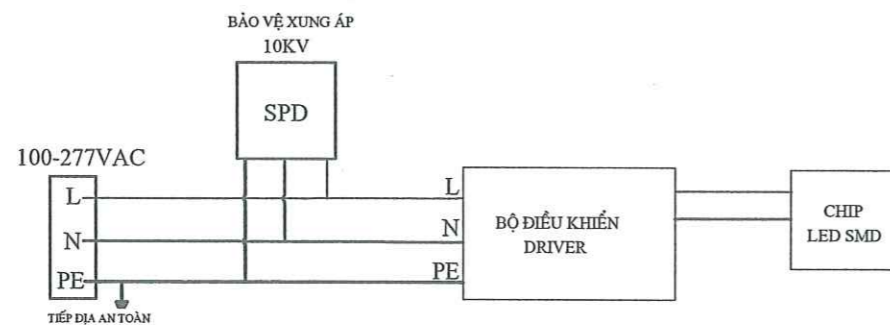 BẢO VỆ XUNG ÁP
10KV
SPD
100-277VAC
L
N
PE
TIẾP ĐỊA AN TOÀN
L
N
PE
BỘ ĐIỀU KHIỂN
DRIVER
CHIP
LED SMD